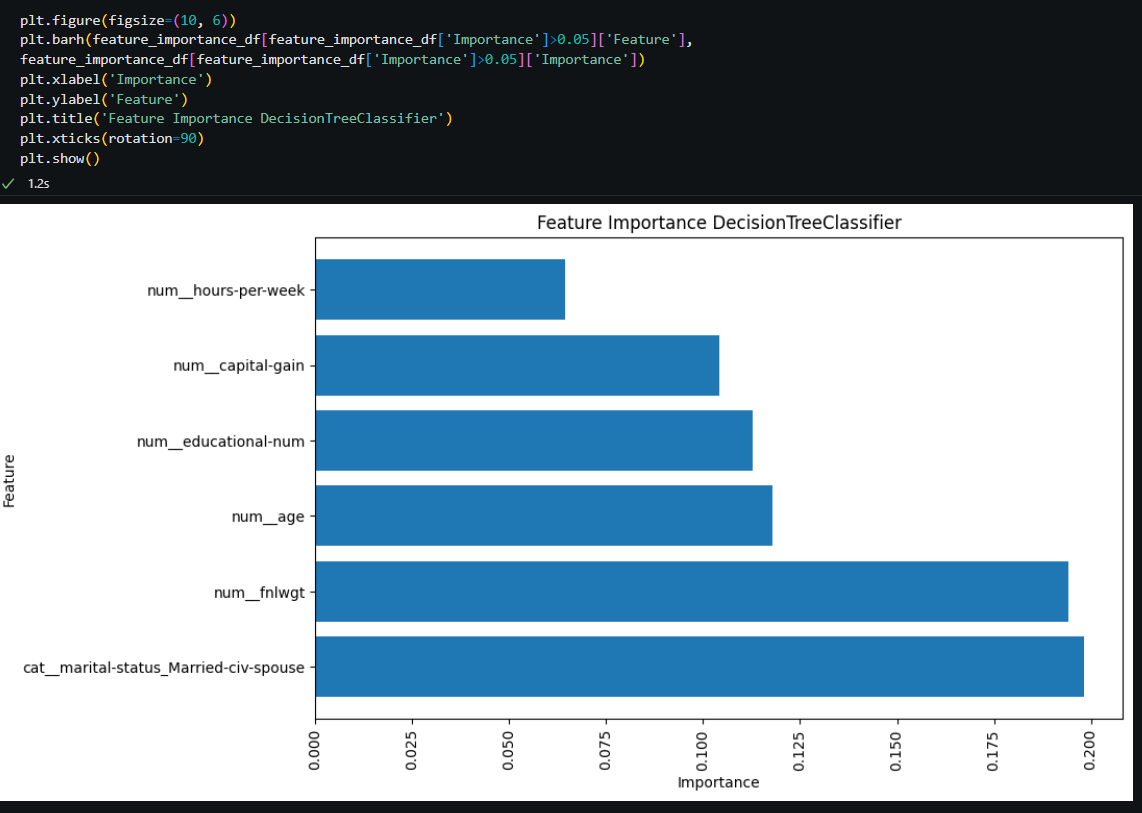 plt.figure(figsize=(10, 6))
plt.barh(feature_importance_df[feature_importance_df['Importance']>0.05]['Feature'],
feature_importance_df[feature_importance_df['Importance']>0.05]['Importance'])
plt.xlabel('Importance')
plt.ylabel('Feature')
plt.title('Feature Importance DecisionTreeClassifier')
plt.xticks(rotation=90)
plt.show()
1.2s
Feature Importance DecisionTreeClassifier
num__hours-per-week
num__capital-gain
num__educational-num
num__age
num__fnlwgt
cat__marital-status_Married-civ-spouse
Feature
0.000
0.025
0.050
0.075
0.100
0.125
0.150
0.175
0.200
Importance